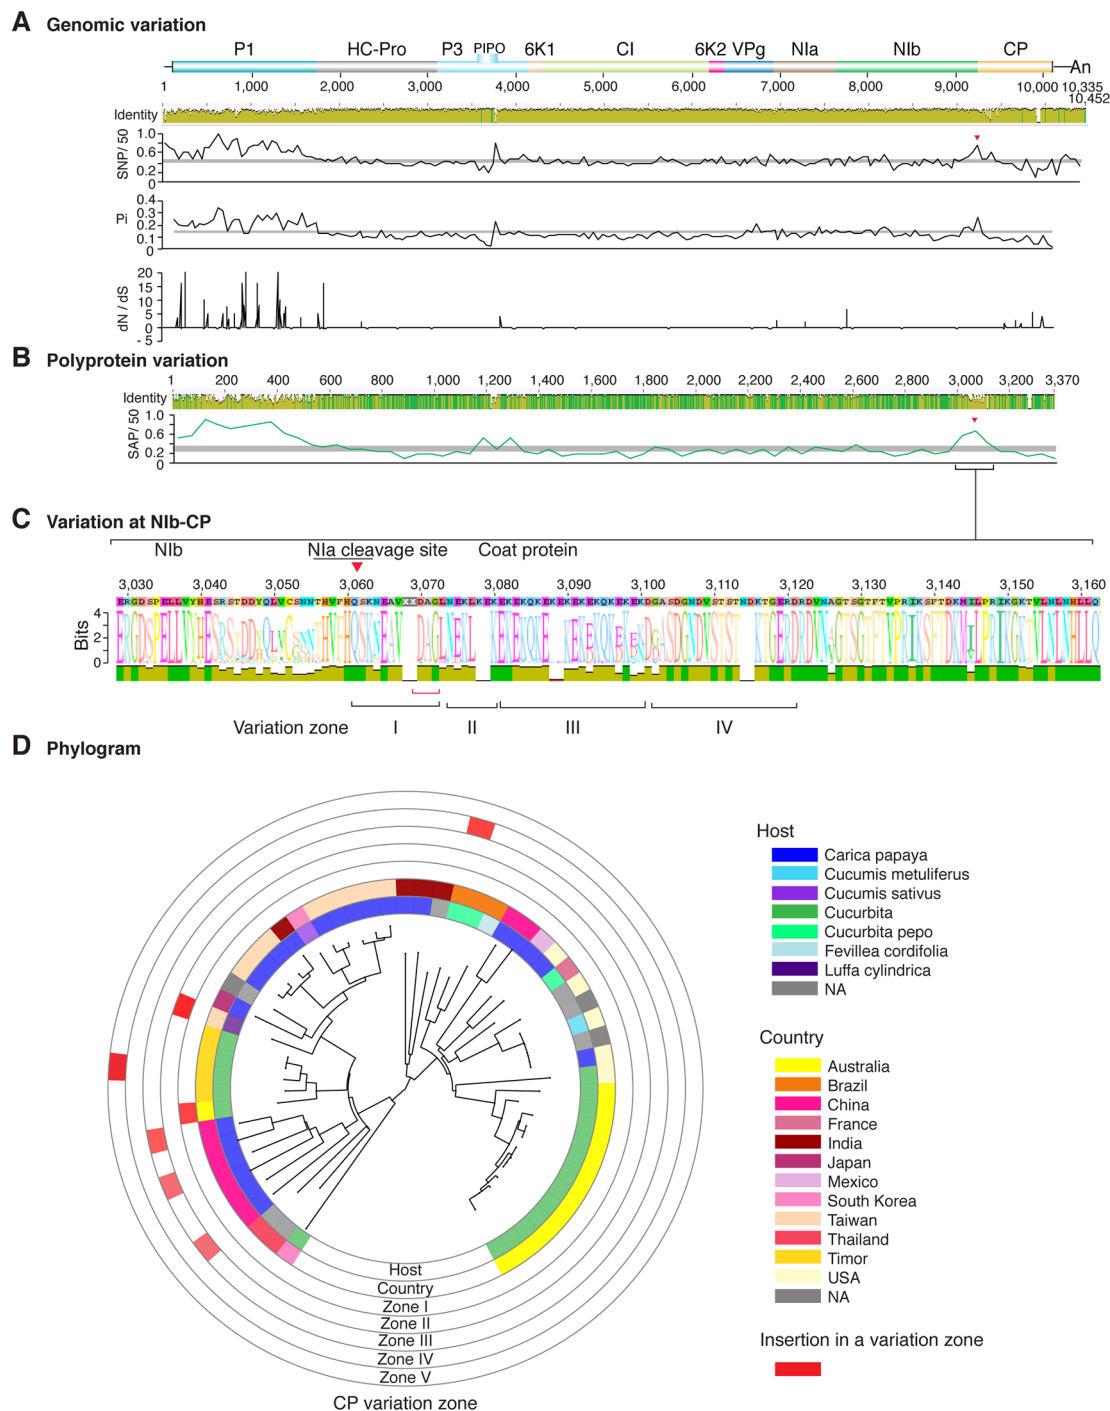 A Genomic variation
P1 HC-Pro P3 PIPO 6K1 CI 6K2 VPg NIa NIb CP
An
1 1,000 2,000 3,000 4,000 5,000 6,000 7,000 8,000 9,000 10,000 10,335
10,452
Identity
SNP/ 50
1.0
0.6
0.2
0
Pi
0.4
0.3
0.2
0.1
0
dN / dS
20
15
10
5
0
- 5
B Polyprotein variation
1 200 400 600 800 1,000 1,200 1,400 1,600 1,800 2,000 2,200 2,400 2,600 2,800 3,000 3,200 3,370
Identity
SAP/ 50
1.0
0.6
0.2
0
C Variation at NIb-CP
NIb NIa cleavage site Coat protein
3,030 3,040 3,050 3,060 3,070 3,080 3,090 3,100 3,110 3,120 3,130 3,140 3,150 3,160
Bits
4
2
0
Variation zone I II III IV
D Phylogram
Host
Country
Zone I
Zone II
Zone III
Zone IV
Zone V
CP variation zone
Host
Carica papaya
Cucumis metuliferus
Cucumis sativus
Cucurbita
Cucurbita pepo
Fevillea cordifolia
Luffa cylindrica
NA
Country
Australia
Brazil
China
France
India
Japan
Mexico
South Korea
Taiwan
Thailand
Timor
USA
NA
Insertion in a variation zone